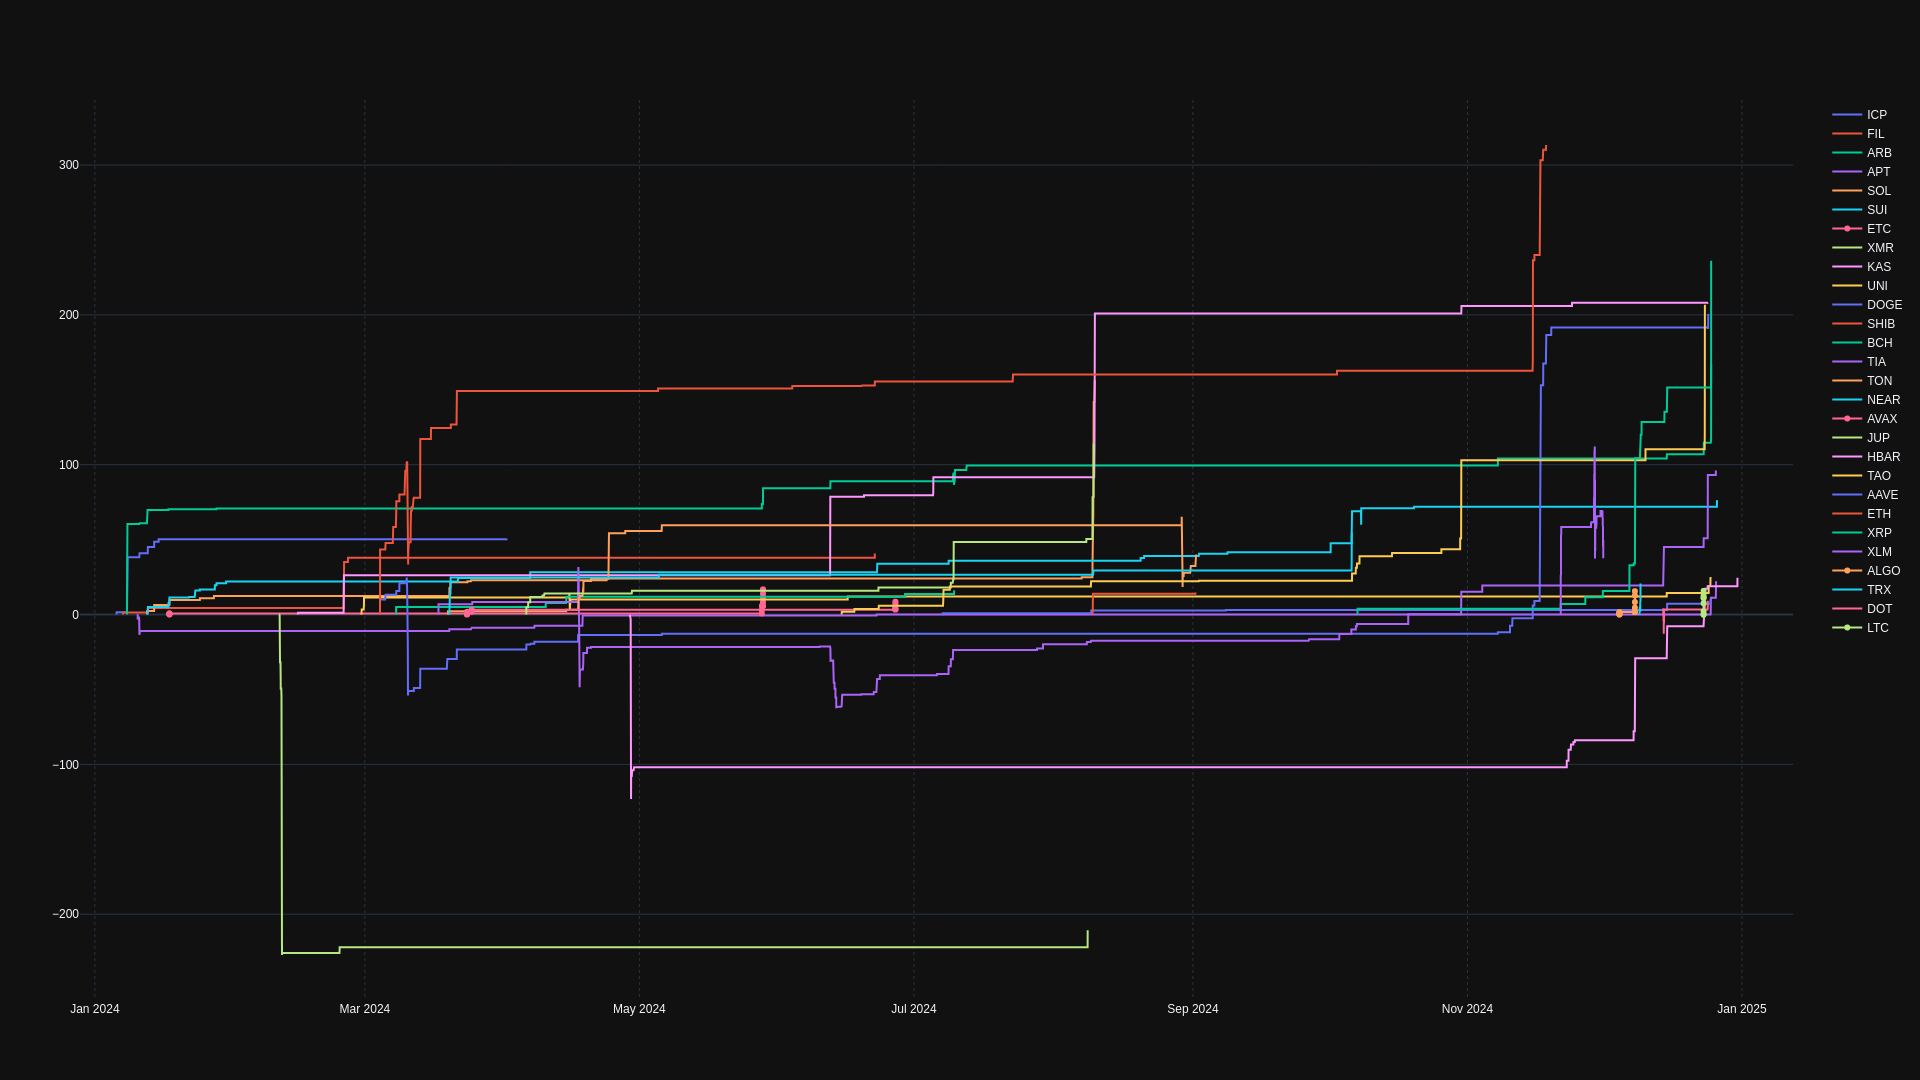 300
200
100
0
−100
−200
Jan 2024
Mar 2024
May 2024
Jul 2024
Sep 2024
Nov 2024
Jan 2025
ICP
FIL
ARB
APT
SOL
SUI
ETC
XMR
KAS
UNI
DOGE
SHIB
BCH
TIA
TON
NEAR
AVAX
JUP
HBAR
TAO
AAVE
ETH
XRP
XLM
ALGO
TRX
DOT
LTC